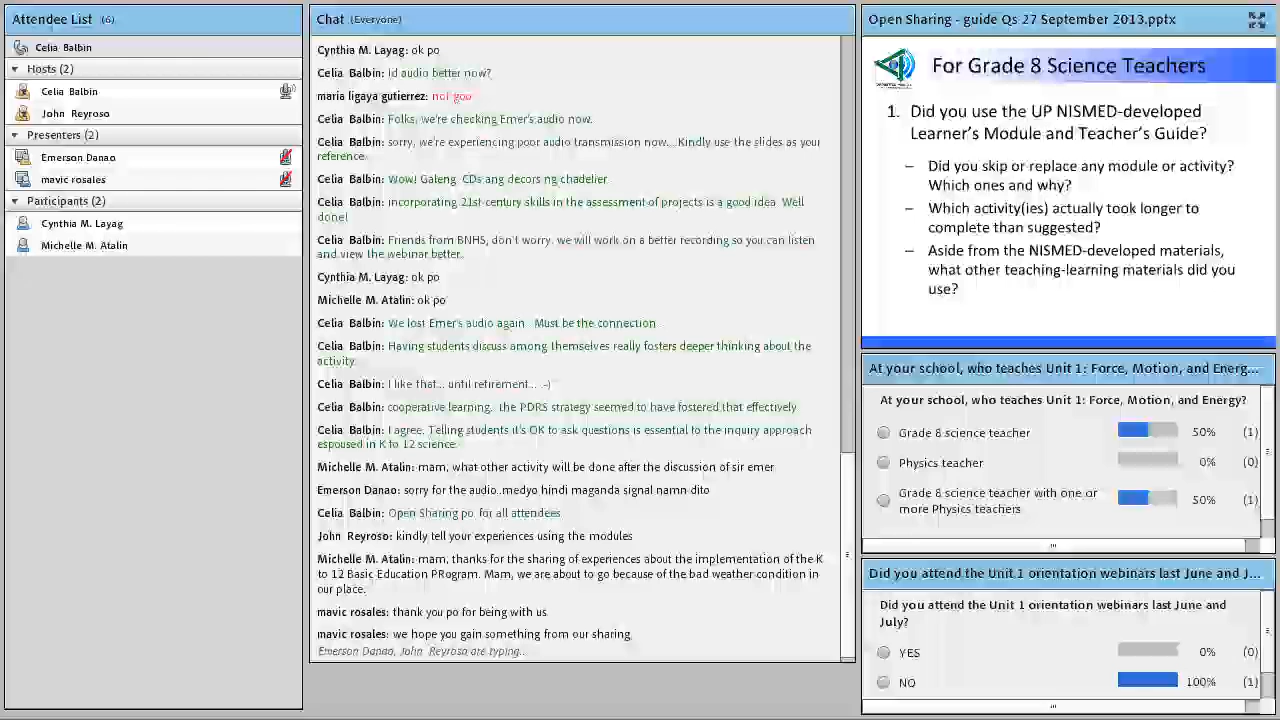 Attendee List (6)
Celia Balbin
Hosts (2)
Celia Balbin
John Reyroso
Presenters (2)
Emerson Danao
mavic rosales
Participants (2)
Cynthia M. Layag
Michelle M. Atalin
Chat (Everyone)
Cynthia M. Layag: ok po
Celia Balbin: Id audio better now?
maria ligaya gutierrez: not goo
Celia Balbin: Folks, we're checking Emer's audio now.
Celia Balbin: sorry, we're experiencing poor audio transmission now... Kindly use the slides as your
reference.
Celia Balbin: Wow! Galeng. CDs ang decors ng chadelier
Celia Balbin: incorporating 21st-century skills in the assessment of projects is a good idea. Well
done!
Celia Balbin: Friends from BNHS, don't worry. we will work on a better recording so you can listen
and view the webinar better.
Cynthia M. Layag: ok po
Michelle M. Atalin: ok po
Celia Balbin: We lost Emer's audio again. Must be the connection.
Celia Balbin: Having students discuss among themselves really fosters deeper thinking about the
activity.
Celia Balbin: I like that... until retirement... :-)
Celia Balbin: cooperative learning.. the PDRS strategy seemed to have fostered that effectively
Celia Balbin: I agree. Telling students it's OK to ask questions is essential to the inquiry approach
espoused in K to 12 science.
Michelle M. Atalin: mam, what other activity will be done after the discussion of sir emer
Emerson Danao: sorry for the audio..medyo hindi maganda signal namn dito
Celia Balbin: Open Sharing po. for all attendees
John Reyroso: kindly tell your experiences using the modules
Michelle M. Atalin: mam, thanks for the sharing of experiences about the implementation of the K
to 12 Basic Education PRogram. Mam, we are about to go because of the bad weather condition in
our place.
mavic rosales: thank you po for being with us
mavic rosales: we hope you gain something from our sharing.
Emerson Danao, John Reyroso are typing...
Open Sharing - guide Qs 27 September 2013.pptx
For Grade 8 Science Teachers
1. Did you use the UP NISMED-developed
Learner's Module and Teacher's Guide?
– Did you skip or replace any module or activity?
Which ones and why?
– Which activity(ies) actually took longer to
complete than suggested?
– Aside from the NISMED-developed materials,
what other teaching-learning materials did you
use?
At your school, who teaches Unit 1: Force, Motion, and Energ...
At your school, who teaches Unit 1: Force, Motion, and Energy?
Grade 8 science teacher 50% (1)
Physics teacher 0% (0)
Grade 8 science teacher with one or
more Physics teachers 50% (1)
Did you attend the Unit 1 orientation webinars last June and J...
Did you attend the Unit 1 orientation webinars last June and
July?
YES 0% (0)
NO 100% (1)